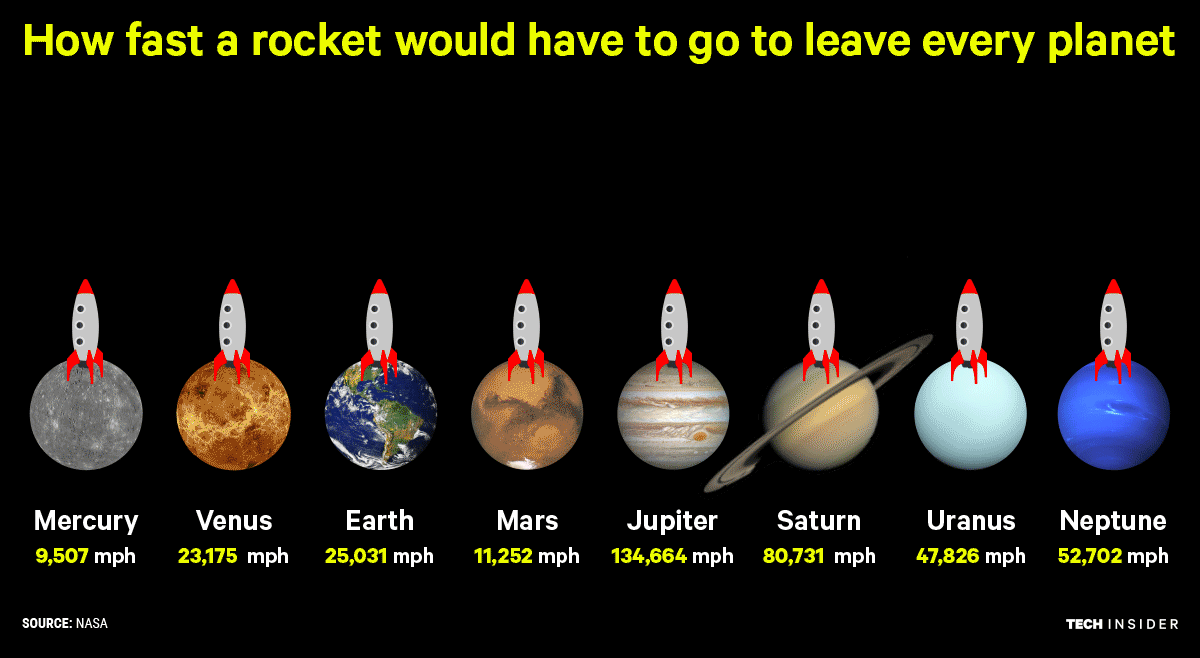 How fast a rocket would have to go to leave every planet
Mercury Venus Earth Mars Jupiter Saturn Uranus Neptune
9,507 mph 23,175 mph 25,031 mph 11,252 mph 134,664 mph 80,731 mph 47,826 mph 52,702 mph
SOURCE: NASA TECH INSIDER